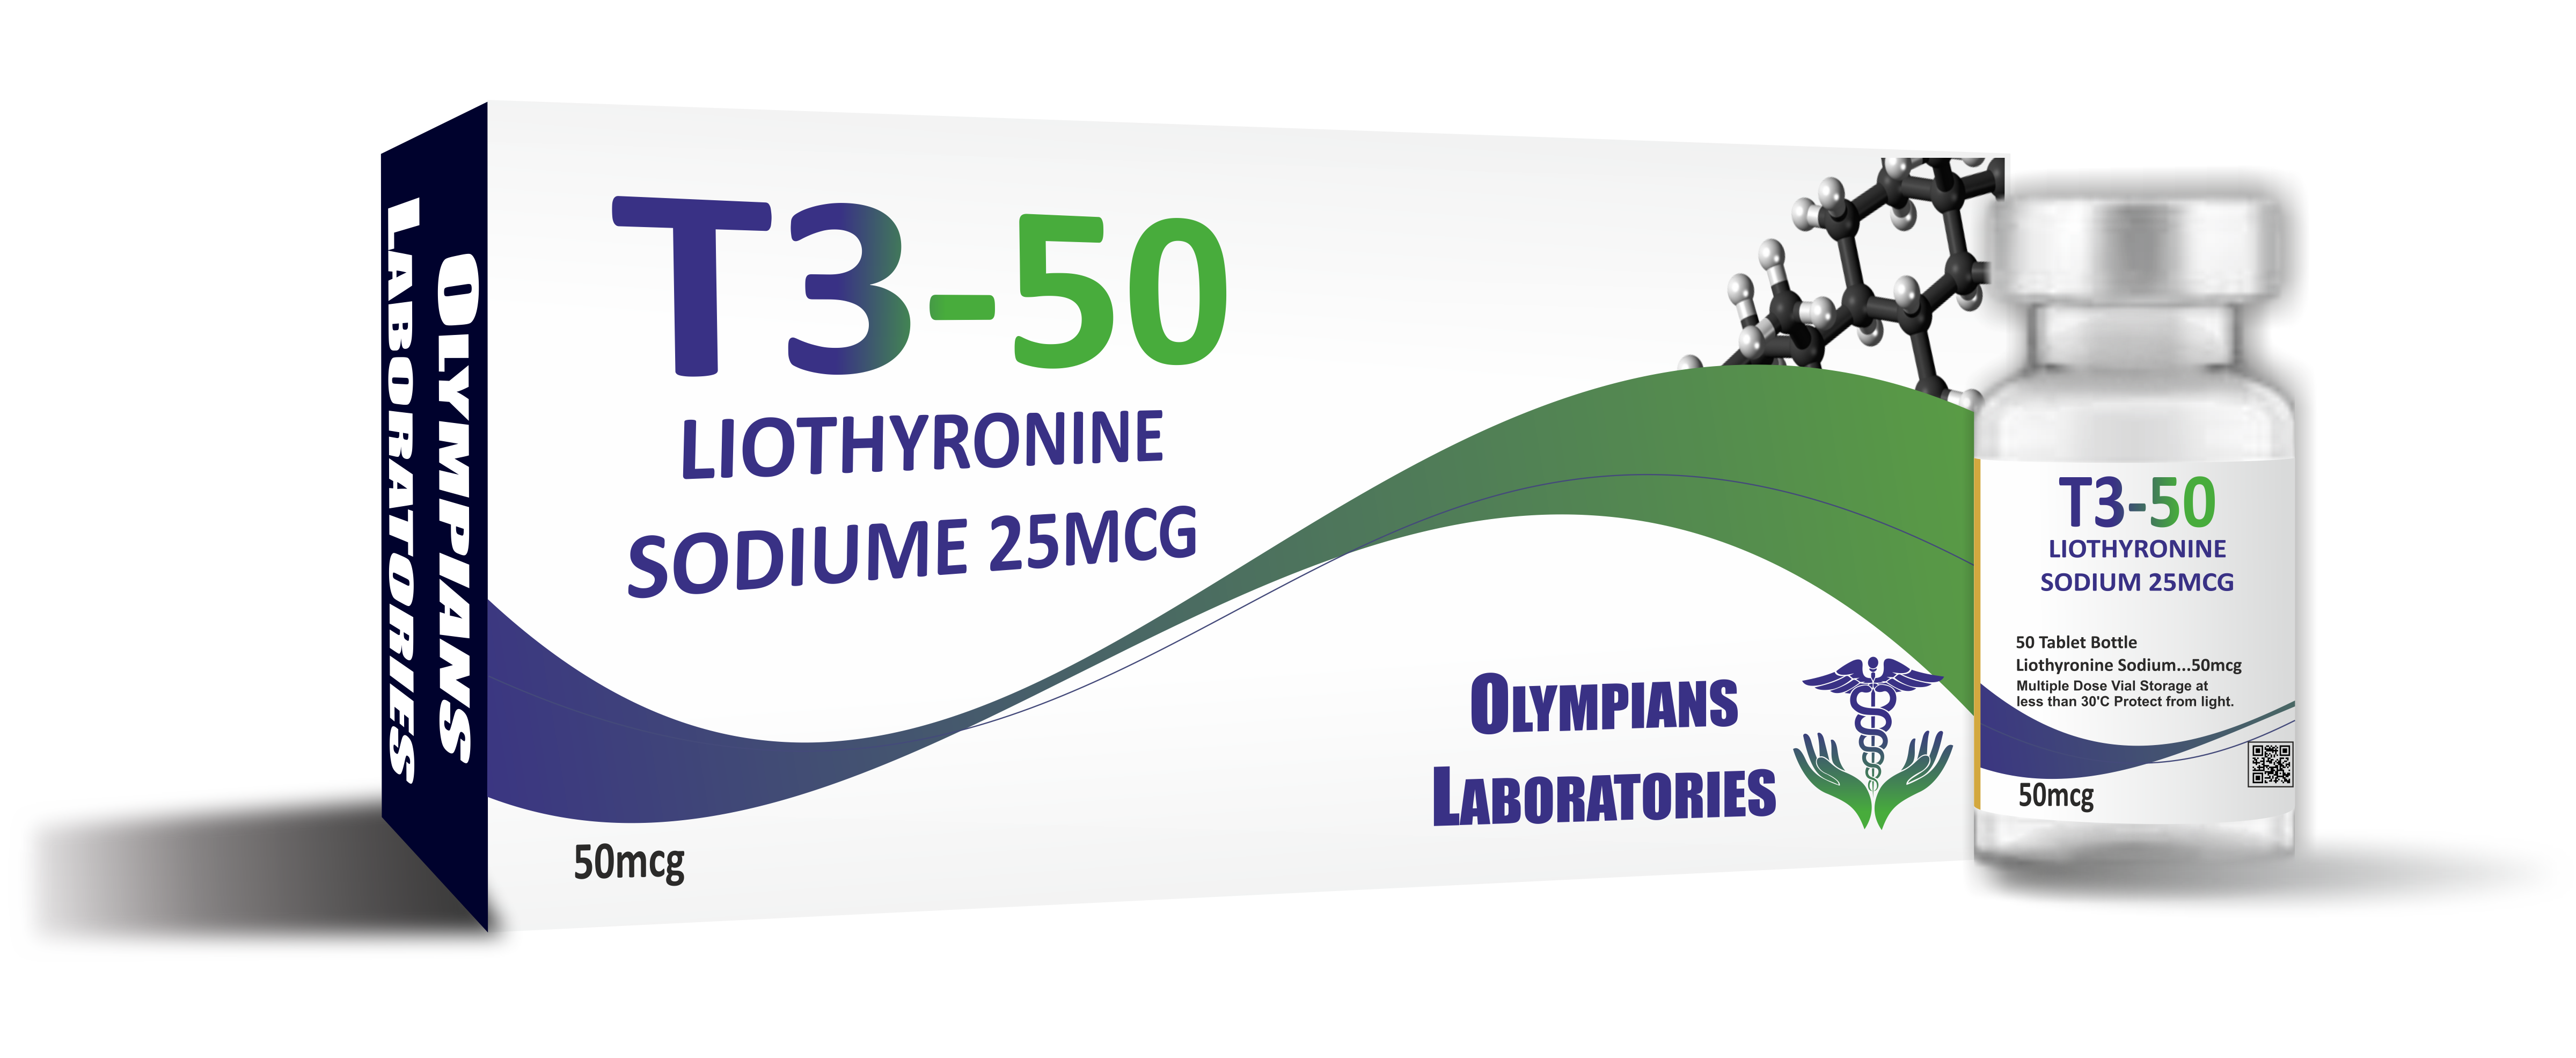 OLYMPIANS
LABORATORIES
T3-50
LIOTHYRONINE
SODIUME 25MCG
50mcg
OLYMPIANS
LABORATORIES
T3-50
LIOTHYRONINE
SODIUM 25MCG
50 Tablet Bottle
Liothyronine Sodium...50mcg
Multiple Dose Vial Storage at
less than 30'C Protect from light.
50mcg